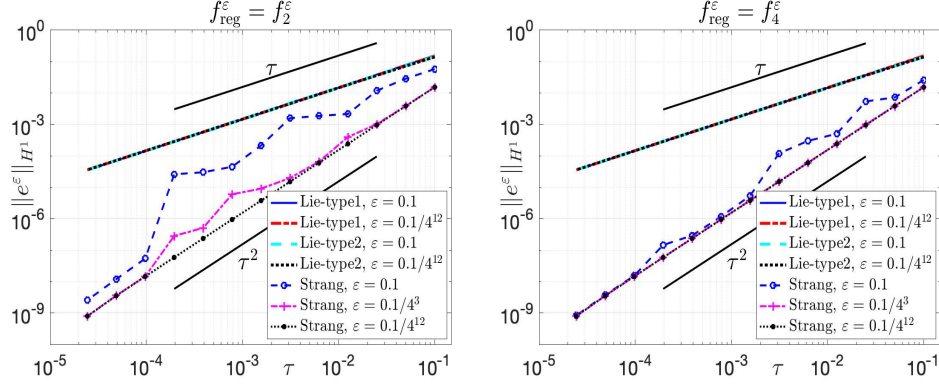 f_reg^ε = f_2^ε
10^0
10^-3
10^-6
10^-9
‖e^ε‖_{H^1}
τ
τ^2
Lie-type1, ε = 0.1
Lie-type1, ε = 0.1/4^12
Lie-type2, ε = 0.1
Lie-type2, ε = 0.1/4^12
Strang, ε = 0.1
Strang, ε = 0.1/4^3
Strang, ε = 0.1/4^12
10^-5 10^-4 10^-3 10^-2 10^-1
τ
f_reg^ε = f_4^ε
10^0
10^-3
10^-6
10^-9
‖e^ε‖_{H^1}
τ
τ^2
Lie-type1, ε = 0.1
Lie-type1, ε = 0.1/4^12
Lie-type2, ε = 0.1
Lie-type2, ε = 0.1/4^12
Strang, ε = 0.1
Strang, ε = 0.1/4^3
Strang, ε = 0.1/4^12
10^-5 10^-4 10^-3 10^-2 10^-1
τ